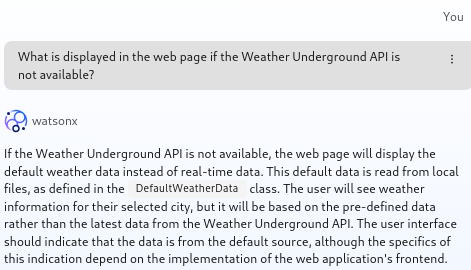 You
What is displayed in the web page if the Weather Underground API is
not available?
watsonx
If the Weather Underground API is not available, the web page will display the
default weather data instead of real-time data. This default data is read from local
files, as defined in the DefaultWeatherData class. The user will see weather
information for their selected city, but it will be based on the pre-defined data
rather than the latest data from the Weather Underground API. The user interface
should indicate that the data is from the default source, although the specifics of
this indication depend on the implementation of the web application's frontend.